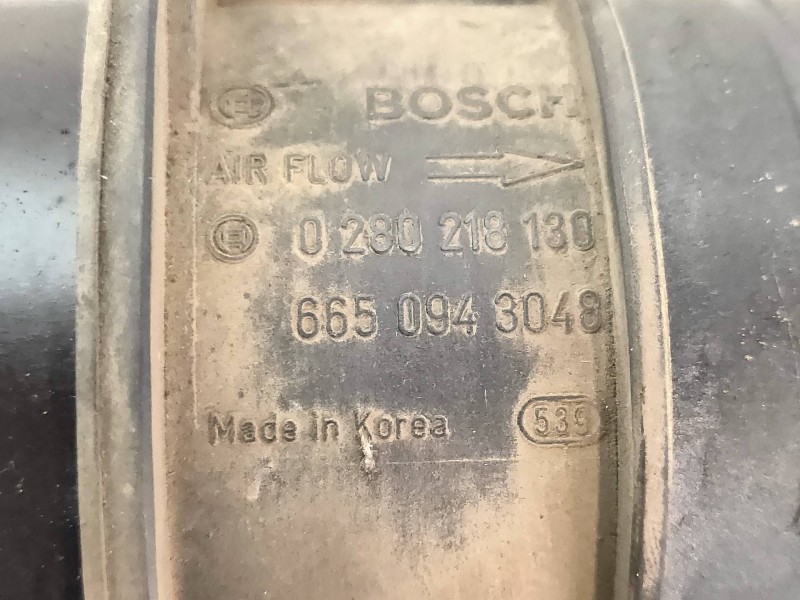 BOSCH
AIR FLOW
0 280 218 130
665 094 3048
Made in Korea
539